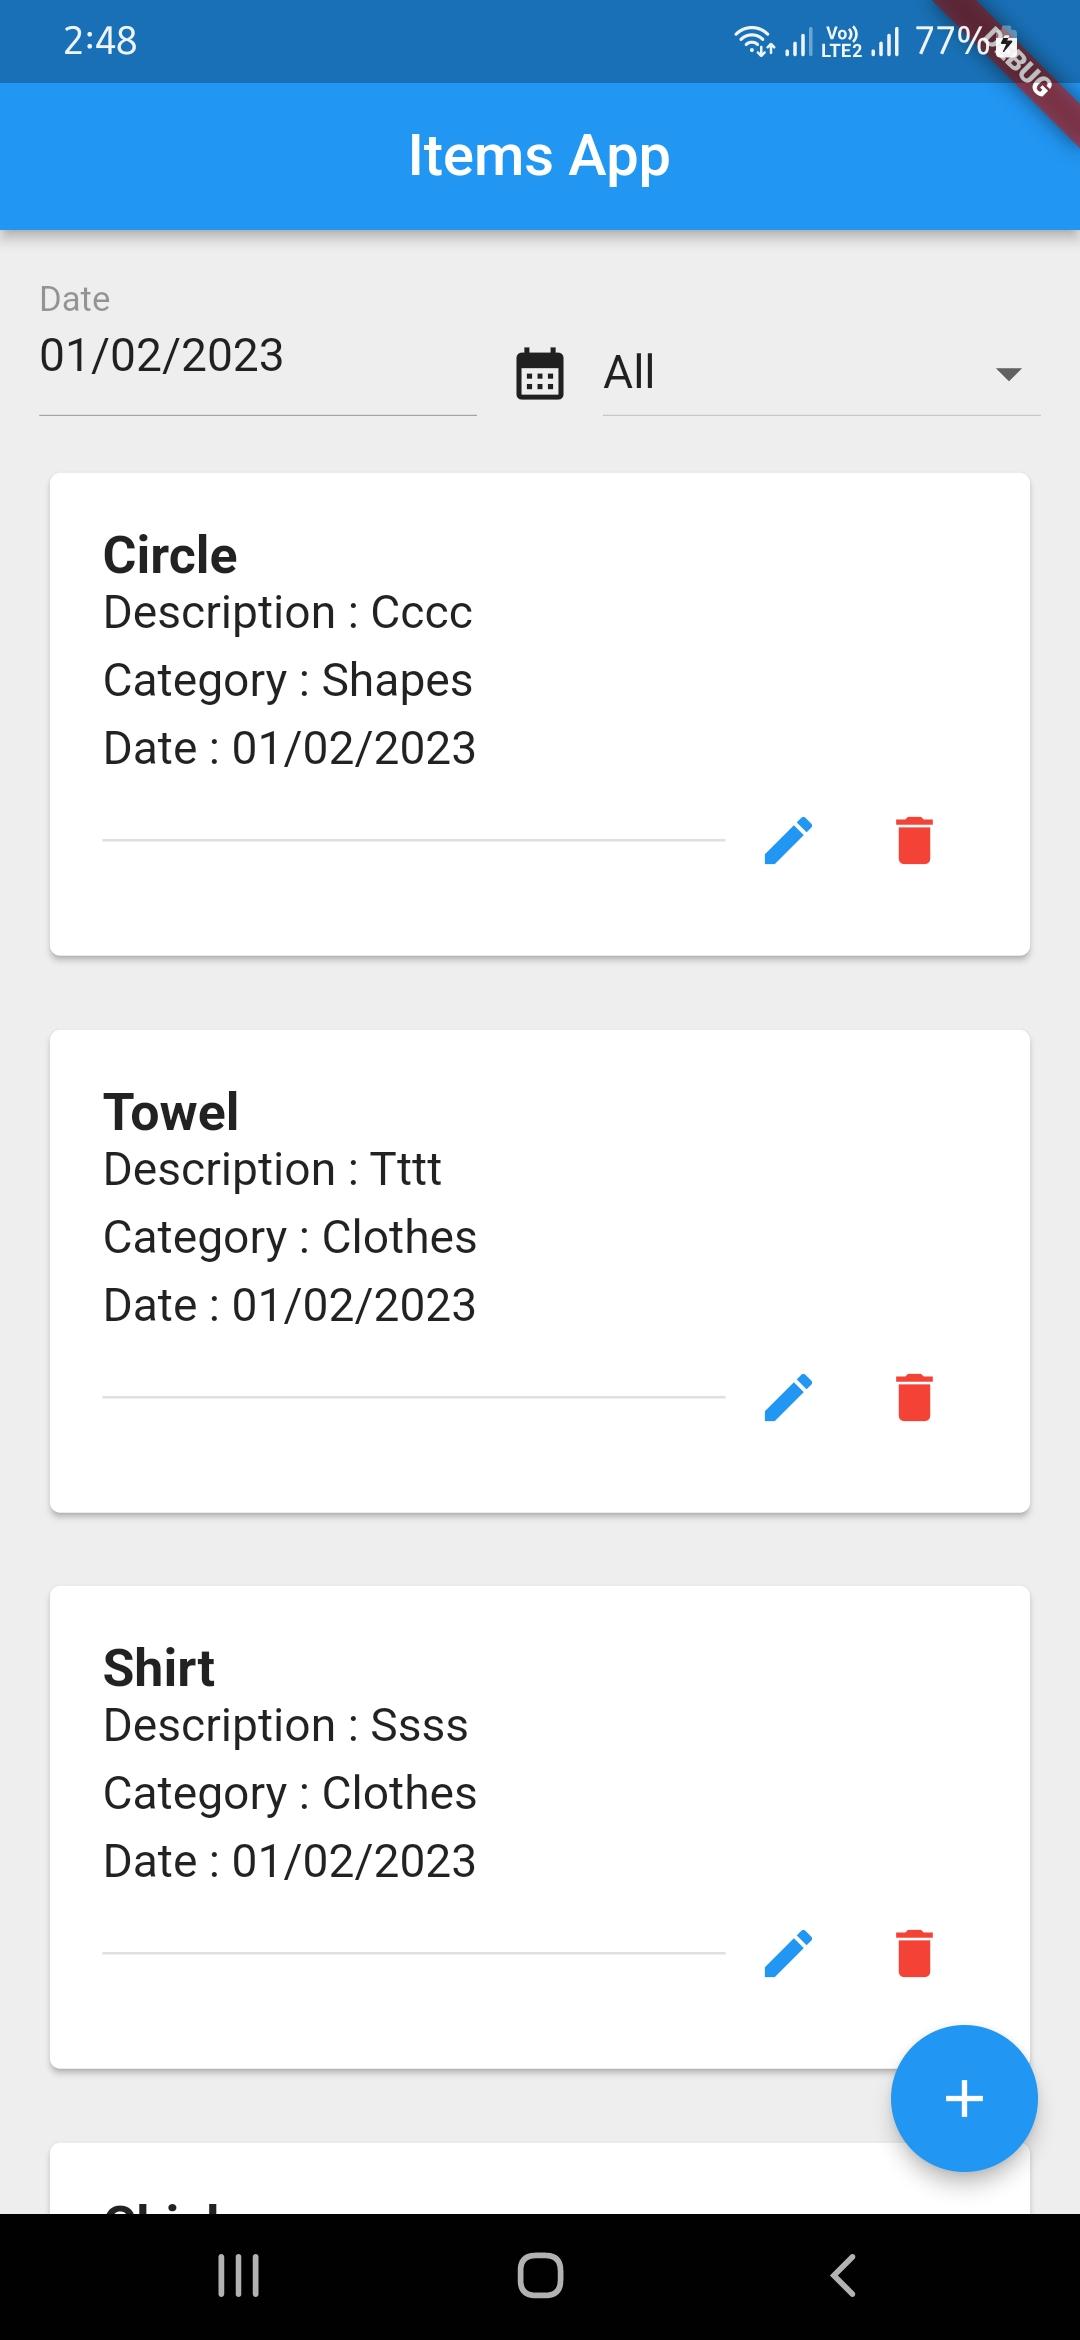 2:48
Vo))
LTE2
77%
DEBUG
Items App
Date
01/02/2023
All
Circle
Description : Cccc
Category : Shapes
Date : 01/02/2023
Towel
Description : Tttt
Category : Clothes
Date : 01/02/2023
Shirt
Description : Ssss
Category : Clothes
Date : 01/02/2023